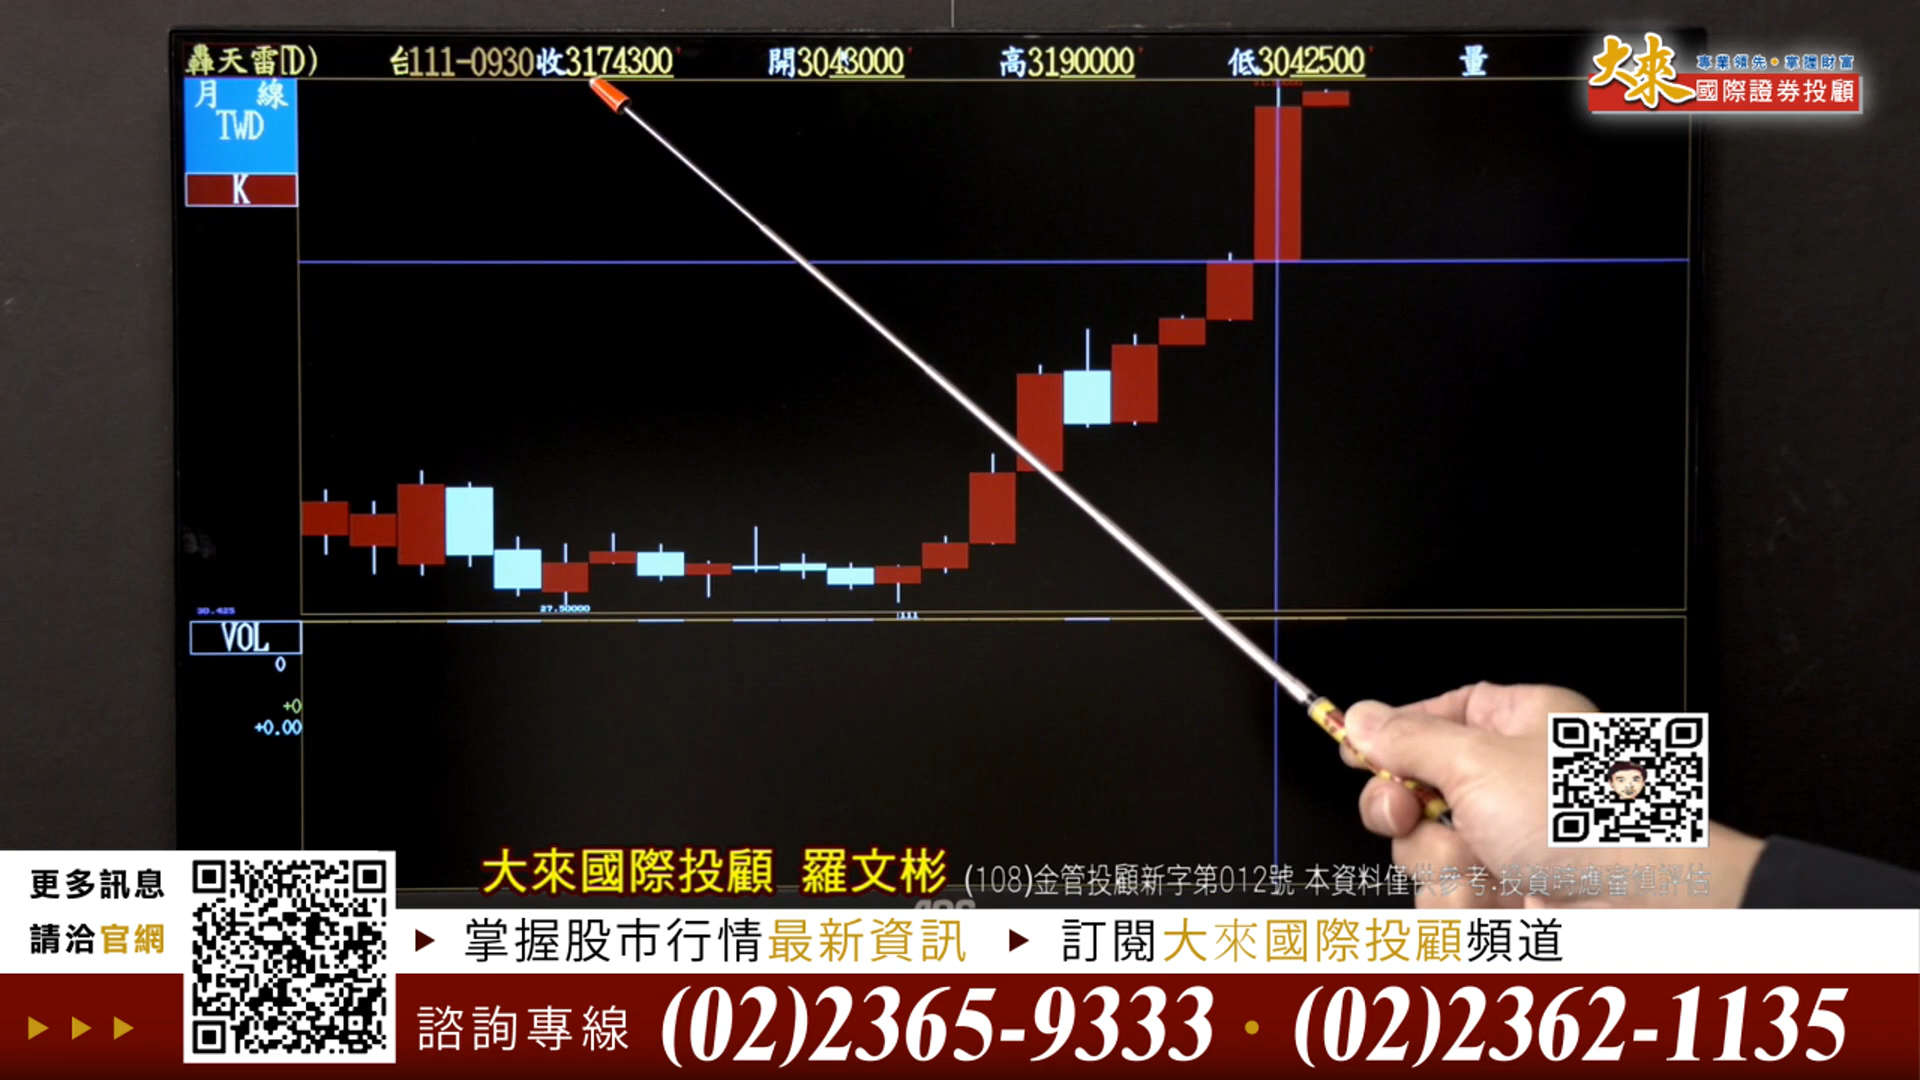 轟天雷(D) 台111-0930收3174300 開3043000 高3190000 低3042500 量
月 線
TWD
K
大來 專業領先•掌握財富
國際證券投顧
27.50000
111
30.425
VOL
0
+0
+0.00
大來國際投顧 羅文彬 (108)金管投顧新字第012號 本資料僅供參考.投資時應審慎評估
更多訊息
請洽官網
掌握股市行情最新資訊 訂閱大來國際投顧頻道
諮詢專線 (02)2365-9333 • (02)2362-1135